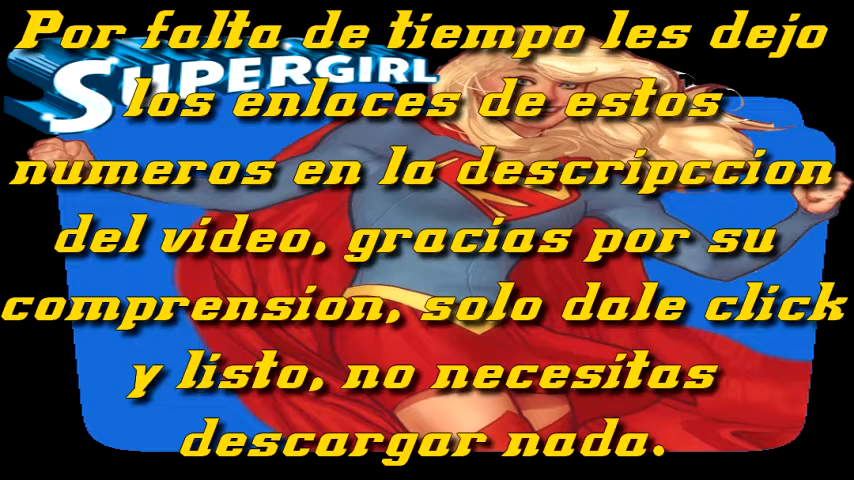 Por falta de tiempo les dejo
SUPERGIRL
los enlaces de estos
numeros en la descripccion
del video, gracias por su
comprension, solo dale click
y listo, no necesitas
descargar nada.